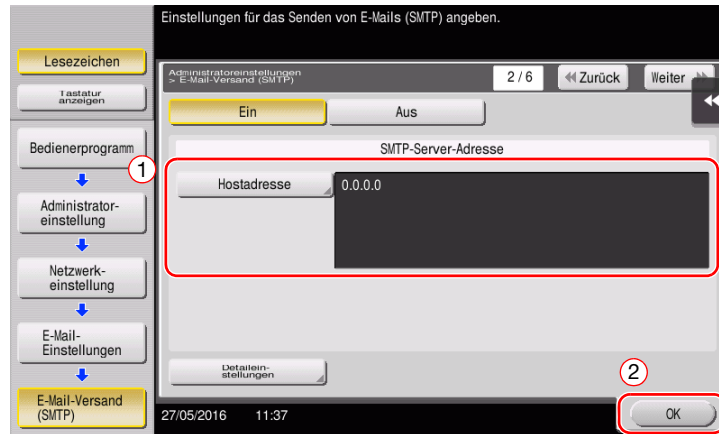 Einstellungen für das Senden von E-Mails (SMTP) angeben.
Lesezeichen
Tastatur
anzeigen
Bedienerprogramm
1
Administrator-
einstellung
Netzwerk-
einstellung
E-Mail-
Einstellungen
E-Mail-Versand
(SMTP)
Administratoreinstellungen
> E-Mail-Versand (SMTP)
2 / 6
Zurück
Weiter
Ein
Aus
SMTP-Server-Adresse
Hostadresse
0.0.0.0
Detailein-
stellungen
2
27/05/2016 11:37
OK